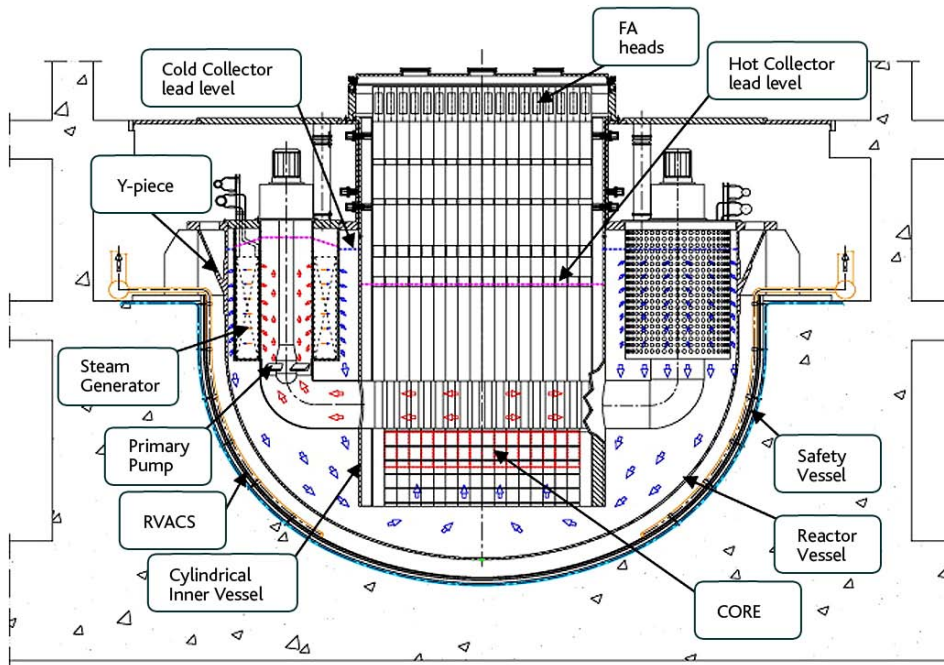 FA
heads
Cold Collector
lead level
Hot Collector
lead level
Y-piece
Steam
Generator
Primary
Pump
Safety
Vessel
RVACS
Reactor
Vessel
Cylindrical
Inner Vessel
CORE